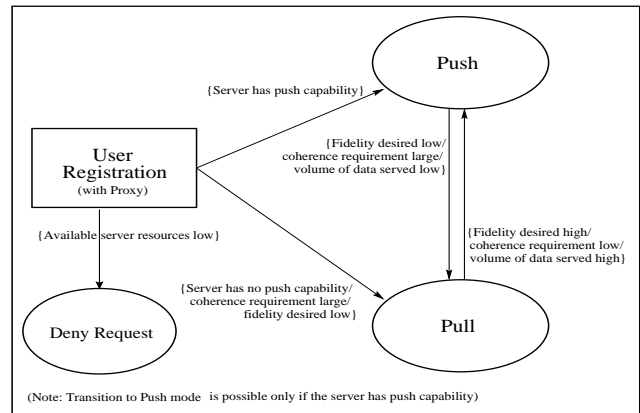 Push
{Server has push capability}
User
Registration
(with Proxy)
{Fidelity desired low/
coherence requirement large/
volume of data served low}
{Available server resources low}
{Fidelity desired high/
coherence requirement low/
volume of data served high}
{Server has no push capability/
coherence requirement large/
fidelity desired low}
Deny Request
Pull
(Note: Transition to Push mode is possible only if the server has push capability)